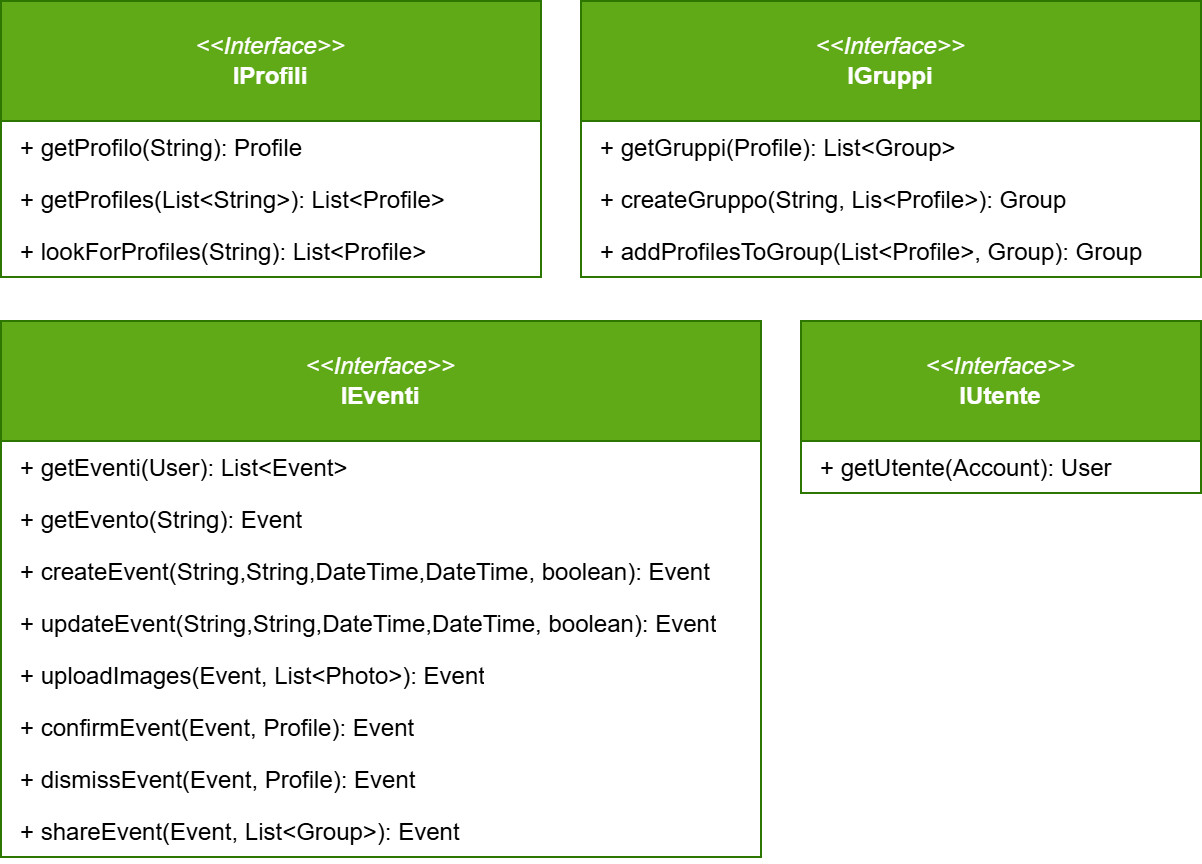 <<Interface>>
IProfili
+ getProfilo(String): Profile
+ getProfiles(List<String>): List<Profile>
+ lookForProfiles(String): List<Profile>
<<Interface>>
IGruppi
+ getGruppi(Profile): List<Group>
+ createGruppo(String, Lis<Profile>): Group
+ addProfilesToGroup(List<Profile>, Group): Group
<<Interface>>
IEventi
+ getEventi(User): List<Event>
+ getEvento(String): Event
+ createEvent(String,String,DateTime,DateTime, boolean): Event
+ updateEvent(String,String,DateTime,DateTime, boolean): Event
+ uploadImages(Event, List<Photo>): Event
+ confirmEvent(Event, Profile): Event
+ dismissEvent(Event, Profile): Event
+ shareEvent(Event, List<Group>): Event
<<Interface>>
IUtente
+ getUtente(Account): User